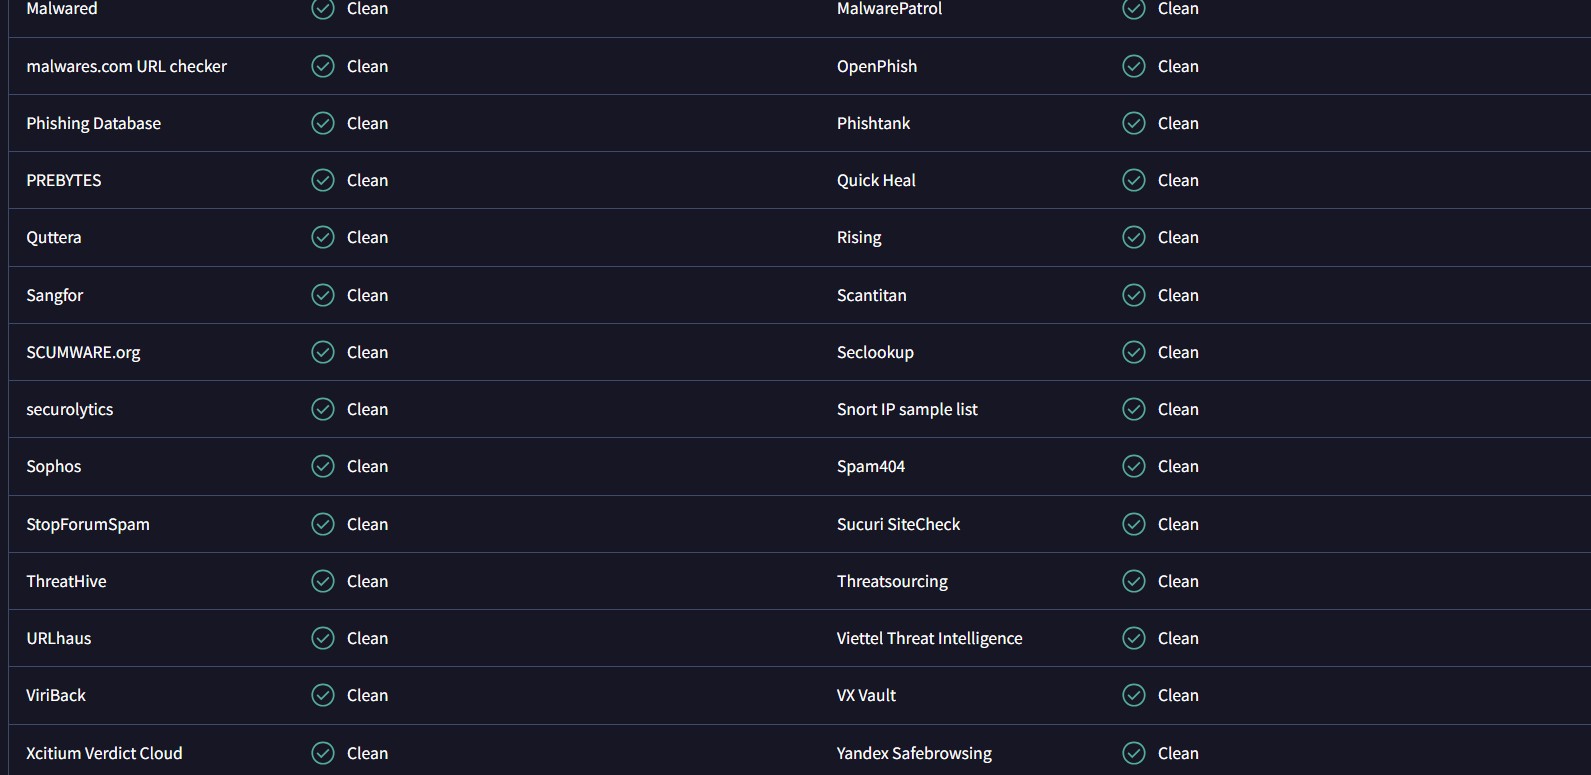 Malwared Clean MalwarePatrol Clean
malwares.com URL checker Clean OpenPhish Clean
Phishing Database Clean Phishtank Clean
PREBYTES Clean Quick Heal Clean
Quttera Clean Rising Clean
Sangfor Clean Scantitan Clean
SCUMWARE.org Clean Seclookup Clean
securolytics Clean Snort IP sample list Clean
Sophos Clean Spam404 Clean
StopForumSpam Clean Sucuri SiteCheck Clean
ThreatHive Clean Threatsourcing Clean
URLhaus Clean Viettel Threat Intelligence Clean
ViriBack Clean VX Vault Clean
Xcitium Verdict Cloud Clean Yandex Safebrowsing Clean